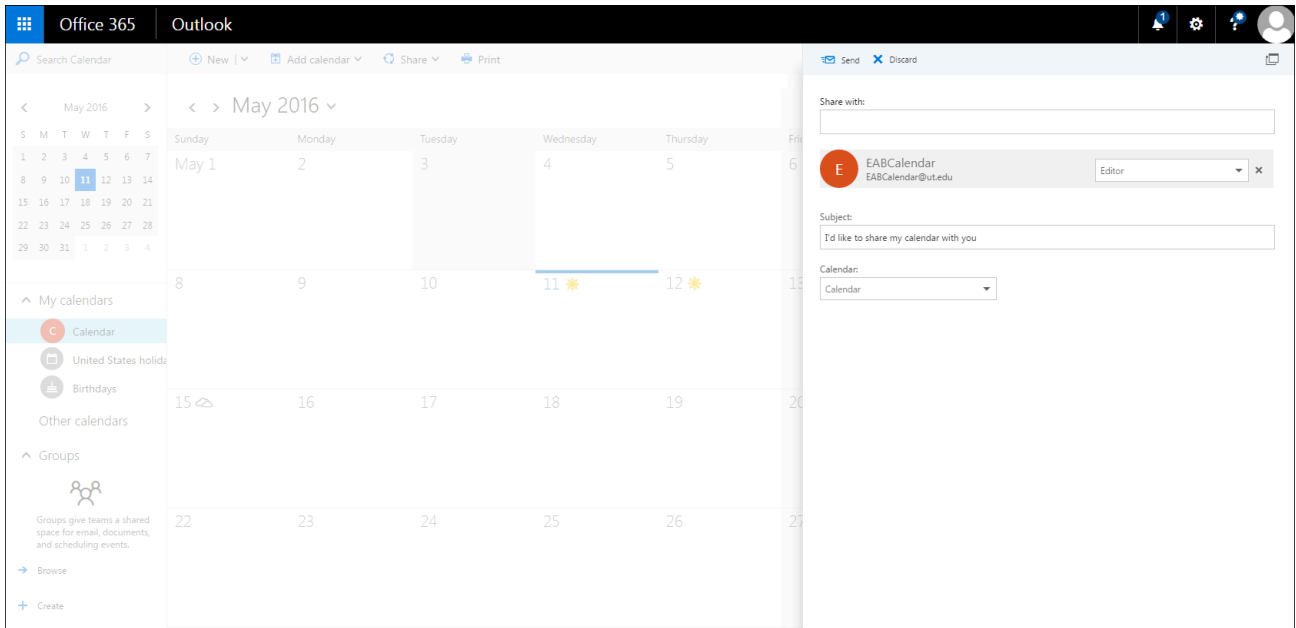 Office 365 Outlook 1 ?
Search Calendar
New Add calendar Share Print
Send Discard
May 2016
S M T W T F S
1 2 3 4 5 6 7
8 9 10 11 12 13 14
15 16 17 18 19 20 21
22 23 24 25 26 27 28
29 30 31 1 2 3 4
My calendars
C Calendar
United States holida
Birthdays
Other calendars
Groups
Groups give teams a shared
space for email, documents,
and scheduling events.
Browse
Create
May 2016
Sunday Monday Tuesday Wednesday Thursday Fri
May 1 2 3 4 5 6
8 9 10 11 12 13
15 16 17 18 19 20
22 23 24 25 26 27
Share with:
E EABCalendar
EABCalendar@ut.edu
Editor
Subject:
I'd like to share my calendar with you
Calendar:
Calendar